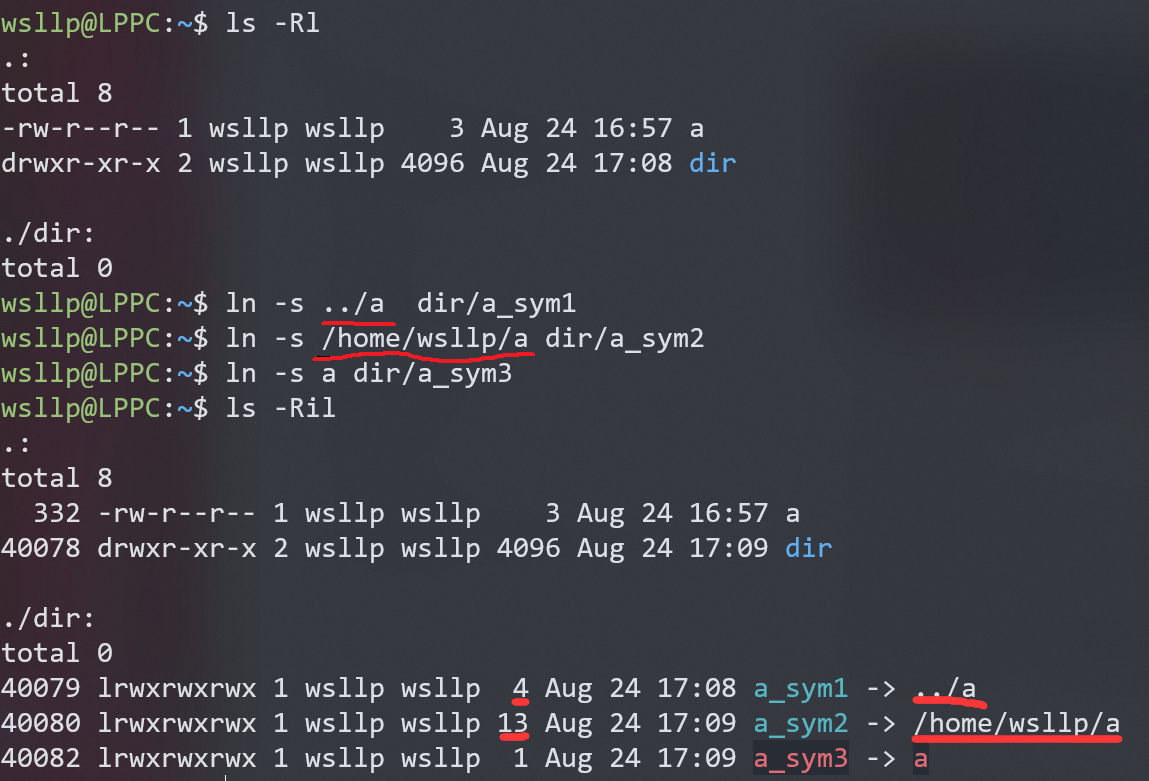 wsllp@LPPC:~$ ls -Rl
.:
total 8
-rw-r--r-- 1 wsllp wsllp    3 Aug 24 16:57 a
drwxr-xr-x 2 wsllp wsllp 4096 Aug 24 17:08 dir

./dir:
total 0
wsllp@LPPC:~$ ln -s ../a  dir/a_sym1
wsllp@LPPC:~$ ln -s /home/wsllp/a dir/a_sym2
wsllp@LPPC:~$ ln -s a dir/a_sym3
wsllp@LPPC:~$ ls -Ril
.:
total 8
  332 -rw-r--r-- 1 wsllp wsllp    3 Aug 24 16:57 a
40078 drwxr-xr-x 2 wsllp wsllp 4096 Aug 24 17:09 dir

./dir:
total 0
40079 lrwxrwxrwx 1 wsllp wsllp  4 Aug 24 17:08 a_sym1 -> ../a
40080 lrwxrwxrwx 1 wsllp wsllp 13 Aug 24 17:09 a_sym2 -> /home/wsllp/a
40082 lrwxrwxrwx 1 wsllp wsllp  1 Aug 24 17:09 a_sym3 -> a